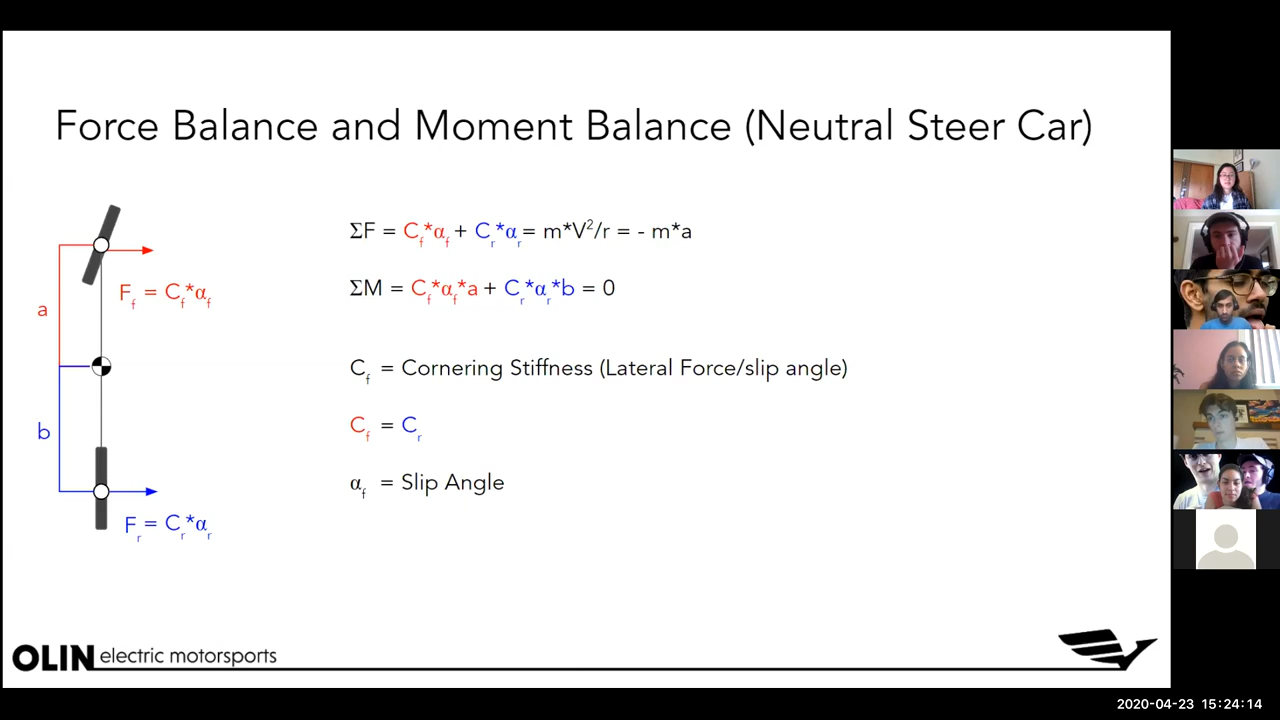 Force Balance and Moment Balance (Neutral Steer Car)
ΣF = C_f*α_f + C_r*α_r = m*V²/r = - m*a
ΣM = C_f*α_f*a + C_r*α_r*b = 0
F_f = C_f*α_f
a
C_f = Cornering Stiffness (Lateral Force/slip angle)
C_f = C_r
b
α_f = Slip Angle
F_r = C_r*α_r
OLIN electric motorsports
2020-04-23 15:24:14